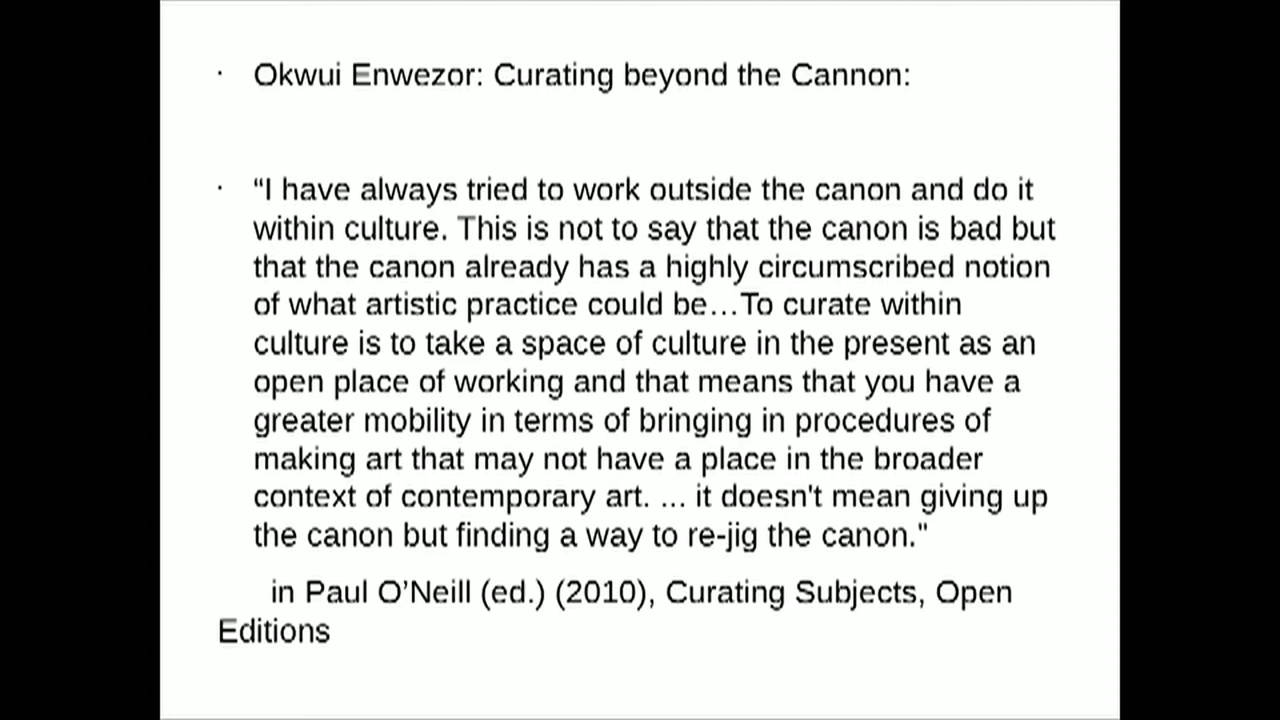 · Okwui Enwezor: Curating beyond the Cannon:
· “I have always tried to work outside the canon and do it
within culture. This is not to say that the canon is bad but
that the canon already has a highly circumscribed notion
of what artistic practice could be…To curate within
culture is to take a space of culture in the present as an
open place of working and that means that you have a
greater mobility in terms of bringing in procedures of
making art that may not have a place in the broader
context of contemporary art. ... it doesn't mean giving up
the canon but finding a way to re-jig the canon."
in Paul O’Neill (ed.) (2010), Curating Subjects, Open
Editions